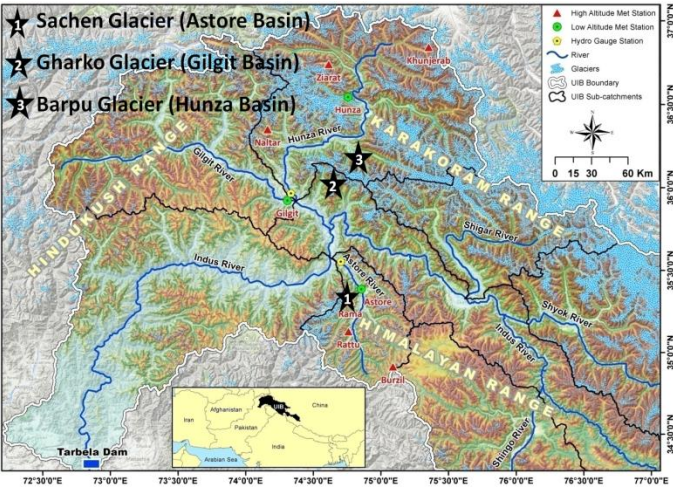 1 Sachen Glacier (Astore Basin)
2 Gharko Glacier (Gilgit Basin)
3 Barpu Glacier (Hunza Basin)
High Altitude Met Station
Low Altitude Met Station
Hydro Gauge Station
River
Glaciers
UIB Boundary
UIB Sub-catchments
0 15 30 60 Km
Khunjerab
Ziarat
Hunza
Hunza River
Naltar
KARAKORAM RANGE
HINDUKUSH RANGE
Gilgit River
3
2
Gilgit
Shigar River
Indus River
Astore River
1
Astore
Rama
Rattu
Shyok River
Indus River
HIMALAYAN RANGE
Burzil
Shingo River
Tarbela Dam
UIB
China
Afghanistan
Iran
Pakistan
India
Arabian Sea
37°0'0"N
36°30'0"N
36°0'0"N
35°30'0"N
35°0'0"N
34°30'0"N
72°30'0"E 73°0'0"E 73°30'0"E 74°0'0"E 74°30'0"E 75°0'0"E 75°30'0"E 76°0'0"E 76°30'0"E 77°0'0"E